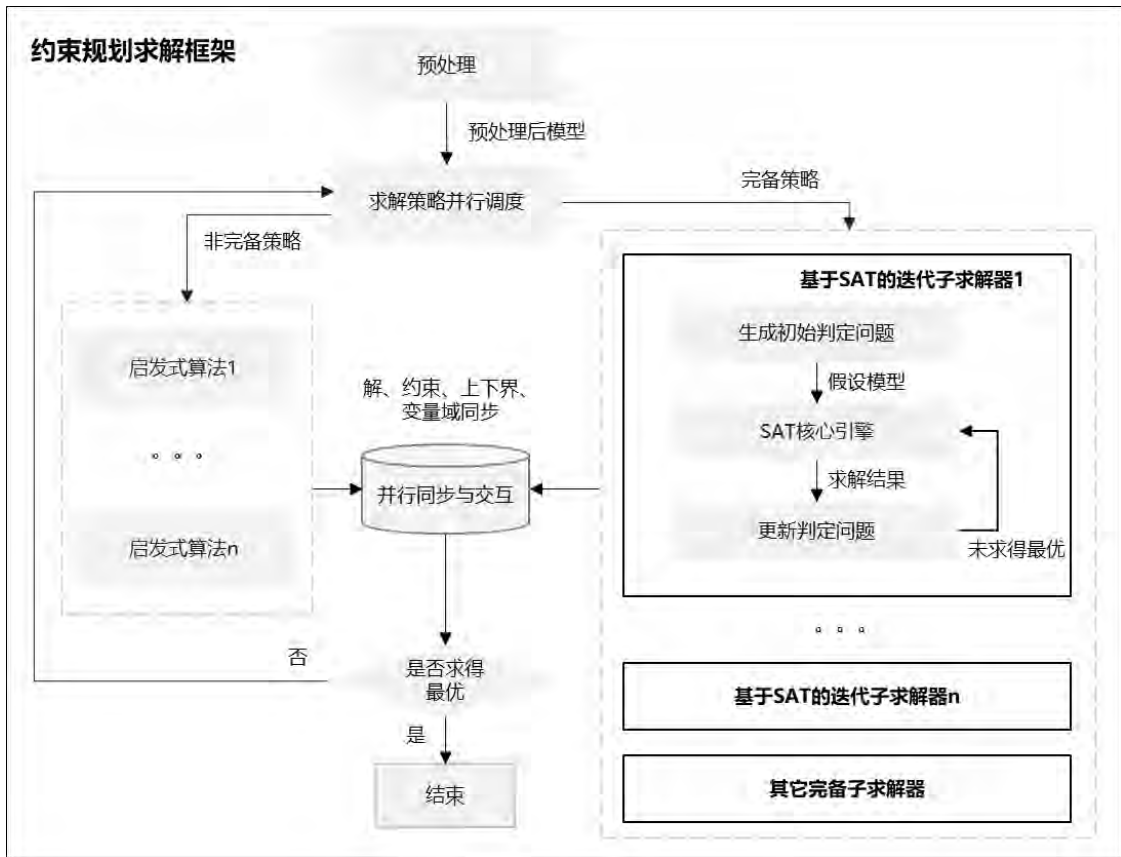 约束规划求解框架
预处理
预处理后模型
求解策略并行调度
完备策略
非完备策略
启发式算法1
。。。
启发式算法n
解、约束、上下界、
变量域同步
并行同步与交互
是否求得
最优
否
是
结束
基于SAT的迭代子求解器1
生成初始判定问题
假设模型
SAT核心引擎
求解结果
更新判定问题
未求得最优
。。。
基于SAT的迭代子求解器n
其它完备子求解器